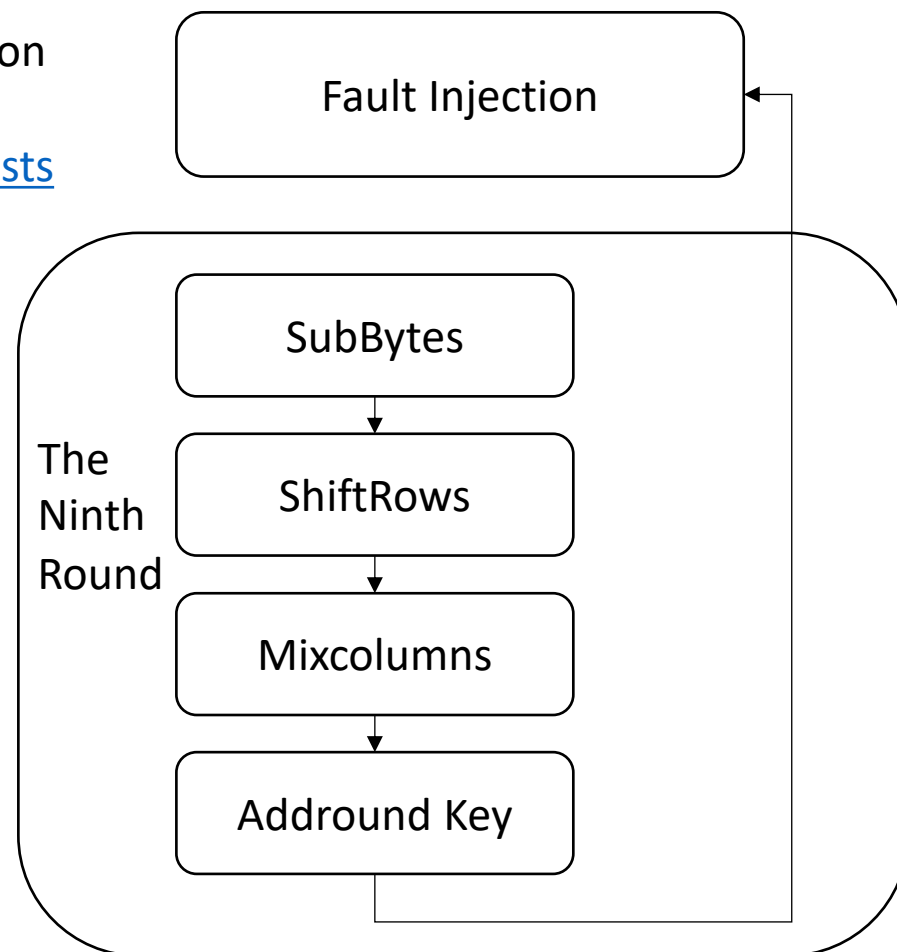 on
sts
Fault Injection
SubBytes
The
Ninth
Round
ShiftRows
Mixcolumns
Addround Key